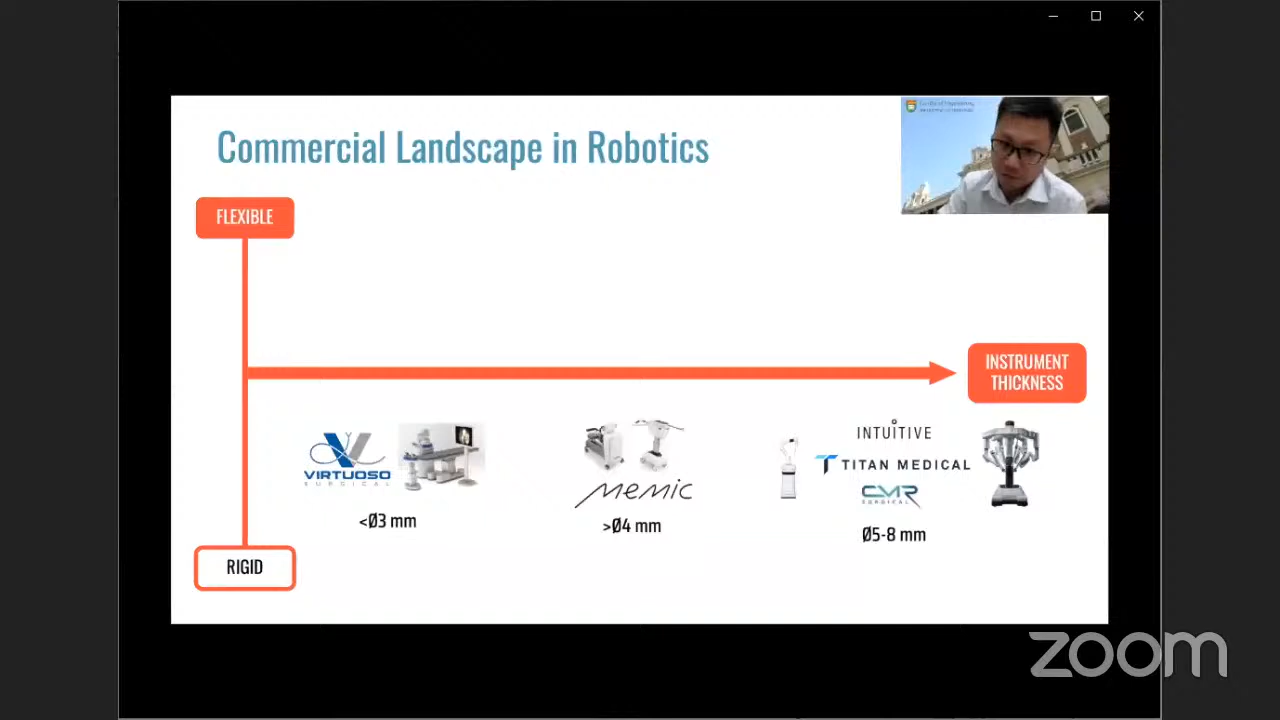 Commercial Landscape in Robotics
FLEXIBLE
INSTRUMENT
THICKNESS
INTUITIVE
VIRTUOSO
SURGICAL
TITAN MEDICAL
memic
CMR
SURGICAL
<Ø3 mm
>Ø4 mm
Ø5-8 mm
RIGID
zoom